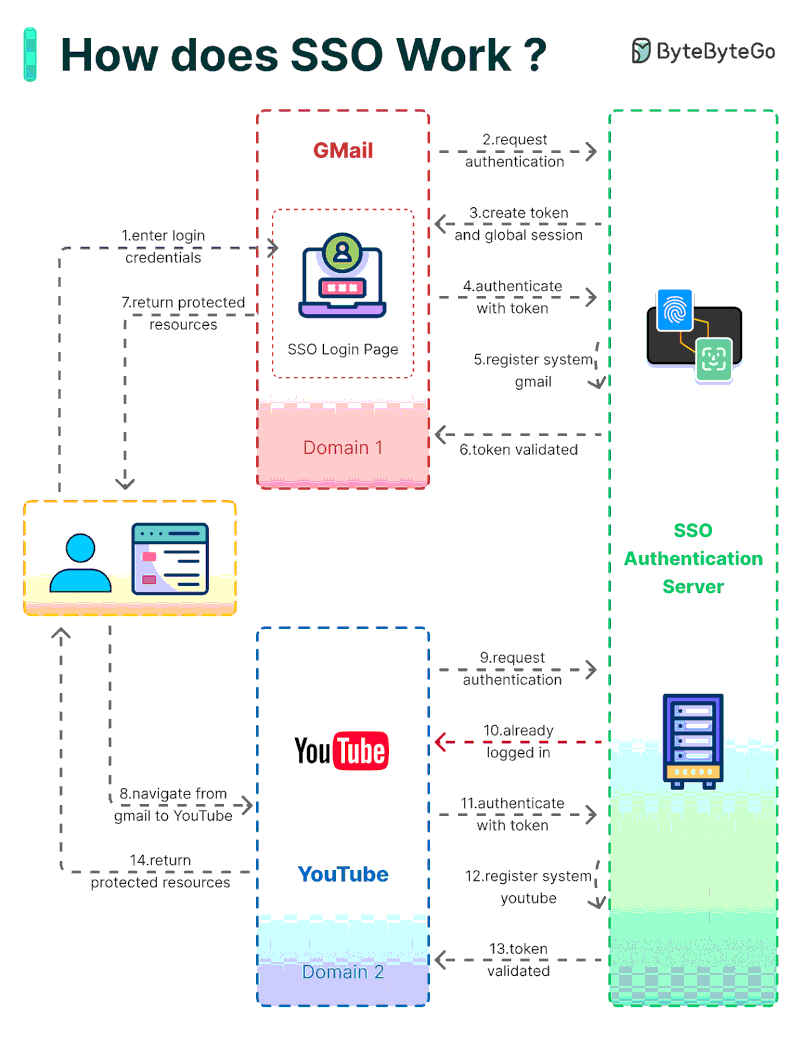 How does SSO Work ?
ByteByteGo
GMail
2.request
authentication
3.create token
and global session
1.enter login
credentials
4.authenticate
with token
7.return protected
resources
SSO Login Page
5.register system
gmail
Domain 1
6.token validated
SSO
Authentication
Server
9.request
authentication
YouTube
10.already
logged in
8.navigate from
gmail to YouTube
11.authenticate
with token
14.return
protected resources
YouTube
12.register system
youtube
13.token
validated
Domain 2